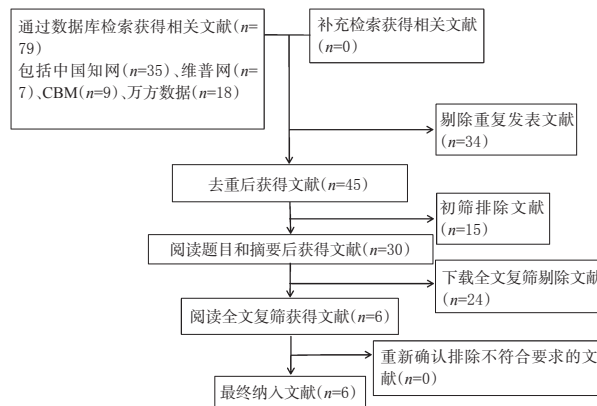 通过数据库检索获得相关文献(n=
79)
包括中国知网(n=35)、维普网(n=
7)、CBM(n=9)、万方数据(n=18)
补充检索获得相关文献
(n=0)
剔除重复发表文献
(n=34)
去重后获得文献(n=45)
初筛排除文献
(n=15)
阅读题目和摘要后获得文献(n=30)
下载全文复筛剔除文献
(n=24)
阅读全文复筛获得文献(n=6)
重新确认排除不符合要求的文
献(n=0)
最终纳入文献(n=6)